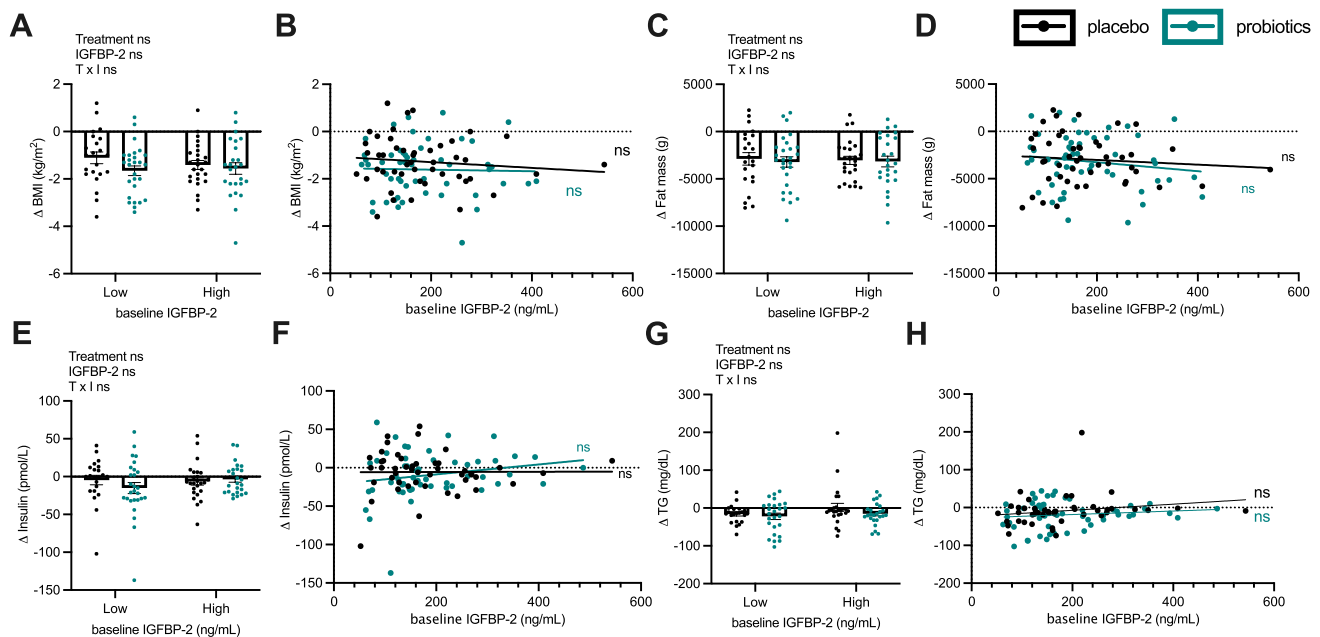 A
Treatment ns
IGFBP-2 ns
T x I ns
2
0
-2
-4
-6
Δ BMI (kg/m²)
Low
High
baseline IGFBP-2
B
2
0
-2
-4
-6
Δ BMI (kg/m²)
ns
ns
0
200
400
600
baseline IGFBP-2 (ng/mL)
C
Treatment ns
IGFBP-2 ns
T x I ns
5000
0
-5000
-10000
-15000
Δ Fat mass (g)
Low
High
baseline IGFBP-2
D
placebo
probiotics
5000
0
-5000
-10000
-15000
Δ Fat mass (g)
ns
ns
0
200
400
600
baseline IGFBP-2 (ng/mL)
E
Treatment ns
IGFBP-2 ns
T x I ns
100
50
0
-50
-100
-150
Δ Insulin (pmol/L)
Low
High
baseline IGFBP-2 (ng/mL)
F
100
50
0
-50
-100
-150
Δ Insulin (pmol/L)
ns
ns
0
200
400
600
baseline IGFBP-2 (ng/mL)
G
Treatment ns
IGFBP-2 ns
T x I ns
300
200
100
0
-100
-200
Δ TG (mg/dL)
Low
High
baseline IGFBP-2 (ng/mL)
H
300
200
100
0
-100
-200
Δ TG (mg/dL)
ns
ns
0
200
400
600
baseline IGFBP-2 (ng/mL)